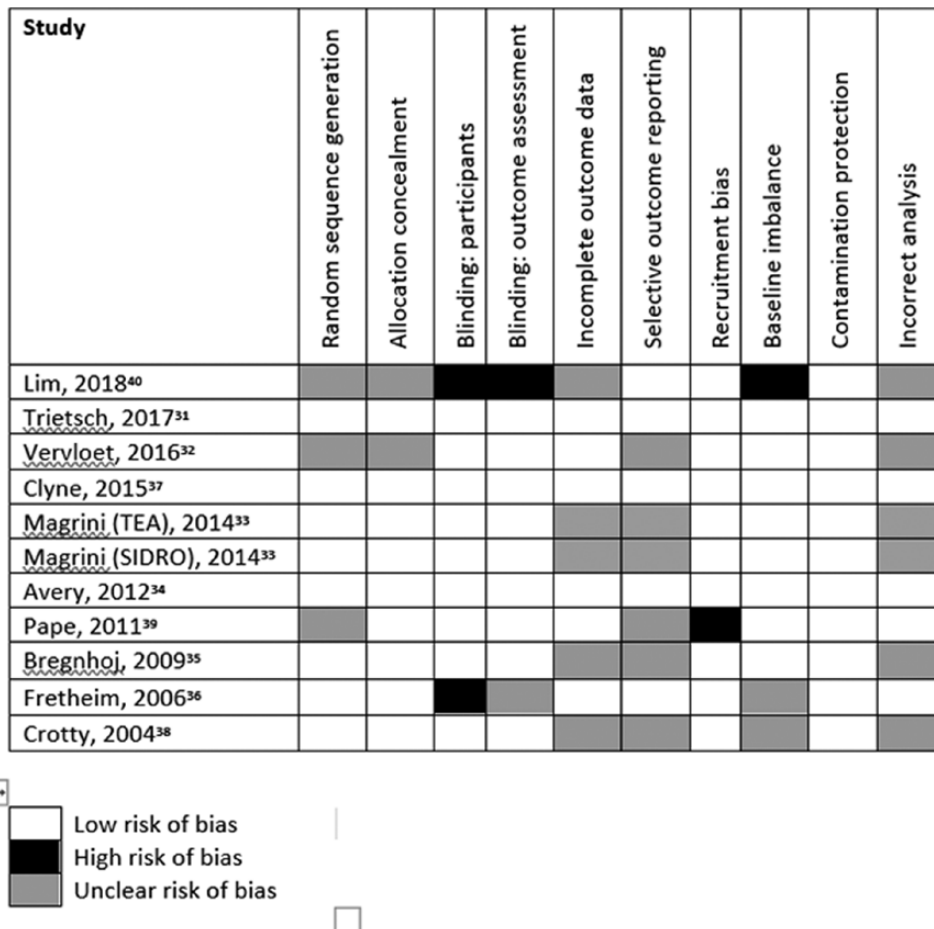 Study
Random sequence generation
Allocation concealment
Blinding: participants
Blinding: outcome assessment
Incomplete outcome data
Selective outcome reporting
Recruitment bias
Baseline imbalance
Contamination protection
Incorrect analysis
Lim, 2018⁴⁰
Trietsch, 2017³¹
Vervloet, 2016³²
Clyne, 2015³⁷
Magrini (TEA), 2014³³
Magrini (SIDRO), 2014³³
Avery, 2012³⁴
Pape, 2011³⁹
Bregnhoj, 2009³⁵
Fretheim, 2006³⁶
Crotty, 2004³⁸
Low risk of bias
High risk of bias
Unclear risk of bias